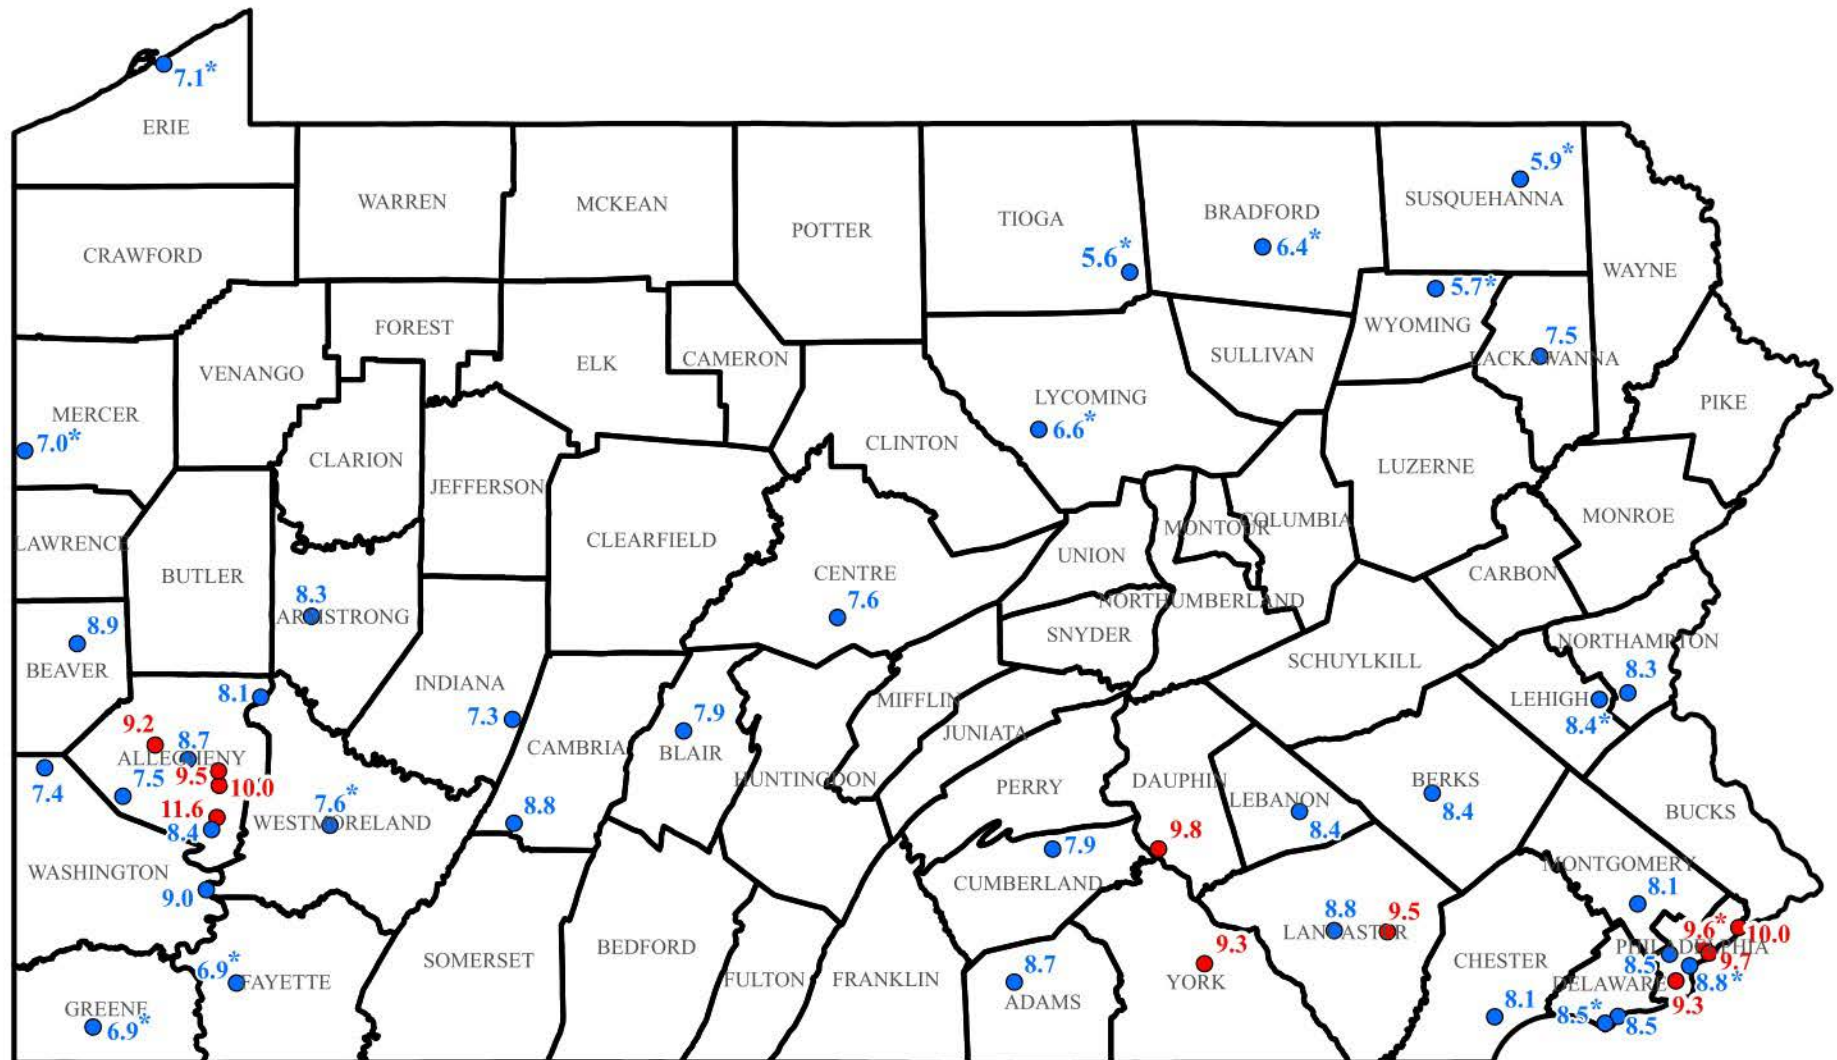 7.1*
ERIE
5.9*
WARREN
MCKEAN
SUSQUEHANNA
BRADFORD
TIOGA
POTTER
5.6*
6.4*
CRAWFORD
WAYNE
5.7*
FOREST
WYOMING
7.5
ELK
CAMERON
SULLIVAN
LACKAWANNA
VENANGO
LYCOMING
PIKE
MERCER
7.0*
6.6*
CLINTON
CLARION
LUZERNE
JEFFERSON
MONROE
COLUMBIA
MONTOUR
LAWRENCE
CLEARFIELD
UNION
BUTLER
CENTRE
CARBON
8.3
7.6
NORTHUMBERLAND
ARMSTRONG
8.9
SNYDER
NORTHAMPTON
BEAVER
SCHUYLKILL
8.3
INDIANA
8.1
MIFFLIN
LEHIGH
8.4*
9.2
7.3
7.9
JUNIATA
CAMBRIA
BLAIR
8.7
ALLEGHENY
7.5
9.5
10.0
7.4
HUNTINGDON
PERRY
DAUPHIN
BERKS
LEBANON
7.6*
11.6
8.4
WESTMORELAND
8.8
8.4
8.4
BUCKS
9.8
7.9
WASHINGTON
MONTGOMERY
CUMBERLAND
9.0
8.1
8.8
9.5
LANCASTER
9.6*
10.0
BEDFORD
9.3
PHILADELPHIA
SOMERSET
CHESTER
8.5
9.7
6.9*
FAYETTE
FULTON
FRANKLIN
8.7
YORK
DELAWARE
8.8*
ADAMS
9.3
GREENE
6.9*
8.1
8.5*
8.5